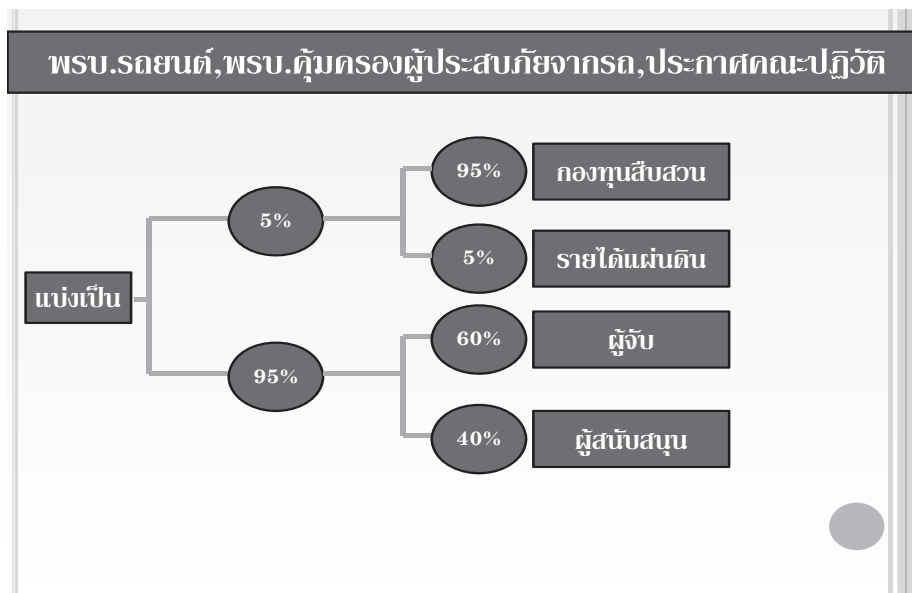 พรบ.รถยนต์,พรบ.คุ้มครองผู้ประสบภัยจากรถ,ประกาศคณะปฏิวัติ
95%
กองทุนสืบสวน
5%
5%
รายได้แผ่นดิน
แบ่งเป็น
60%
ผู้จับ
95%
40%
ผู้สนับสนุน